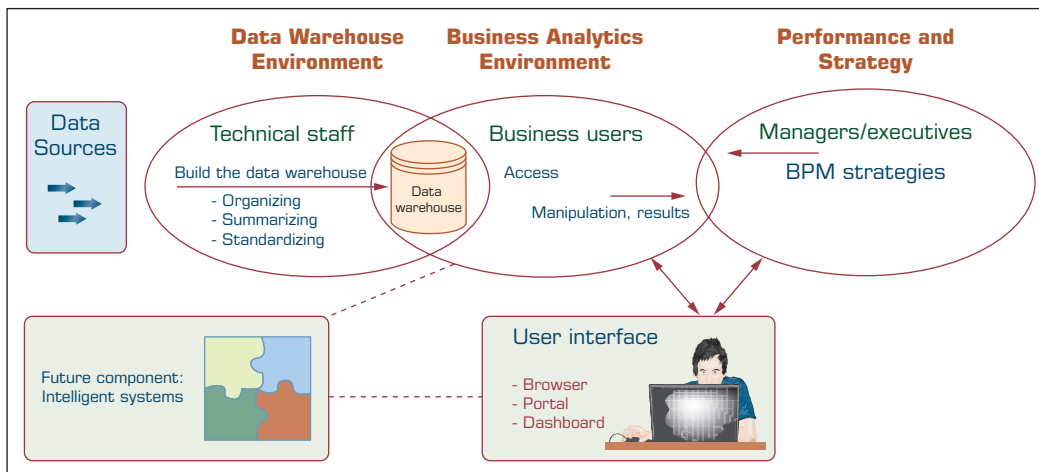 Data Warehouse
Environment
Business Analytics
Environment
Performance and
Strategy
Data
Sources
Technical staff
Build the data warehouse
- Organizing
- Summarizing
- Standardizing
Data
warehouse
Business users
Access
Manipulation, results
Managers/executives
BPM strategies
Future component:
Intelligent systems
User interface
- Browser
- Portal
- Dashboard